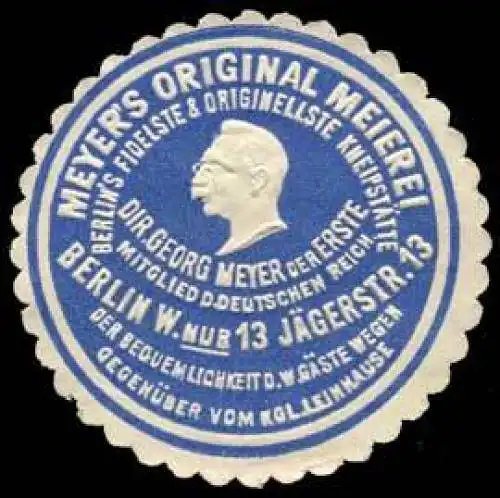 MEYER'S ORIGINAL MEIEREI
BERLIN'S FIDELSTE & ORIGINELLSTE KNEIPSTÄTTE
DIR. GEORG MEYER DER ERSTE
MITGLIED D. DEUTSCHEN REICH
BERLIN W. NUR 13 JÄGERSTR. 13
DER BEQUEMLICHKEIT D. W. GÄSTE WEGEN
GEGENÜBER VOM KGL. LEIHHAUSE